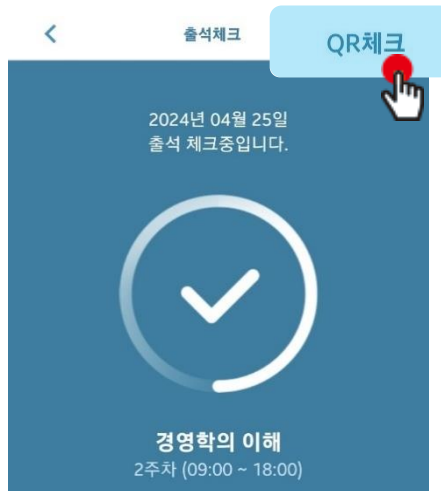 출석체크
QR체크
2024년 04월 25일
출석 체크중입니다.
경영학의 이해
2주차 (09:00 ~ 18:00)